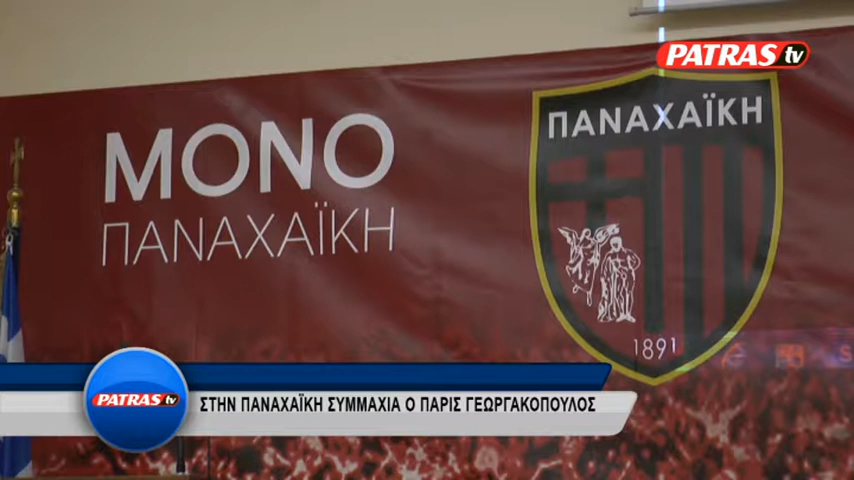 PATRAS tv
ΜΟΝΟ
ΠΑΝΑΧΑΪΚΗ
ΠΑΝΑΧΑΪΚΗ
1891
PATRAS tv
ΣΤΗΝ ΠΑΝΑΧΑΪΚΗ ΣΥΜΜΑΧΙΑ Ο ΠΑΡΙΣ ΓΕΩΡΓΑΚΟΠΟΥΛΟΣ